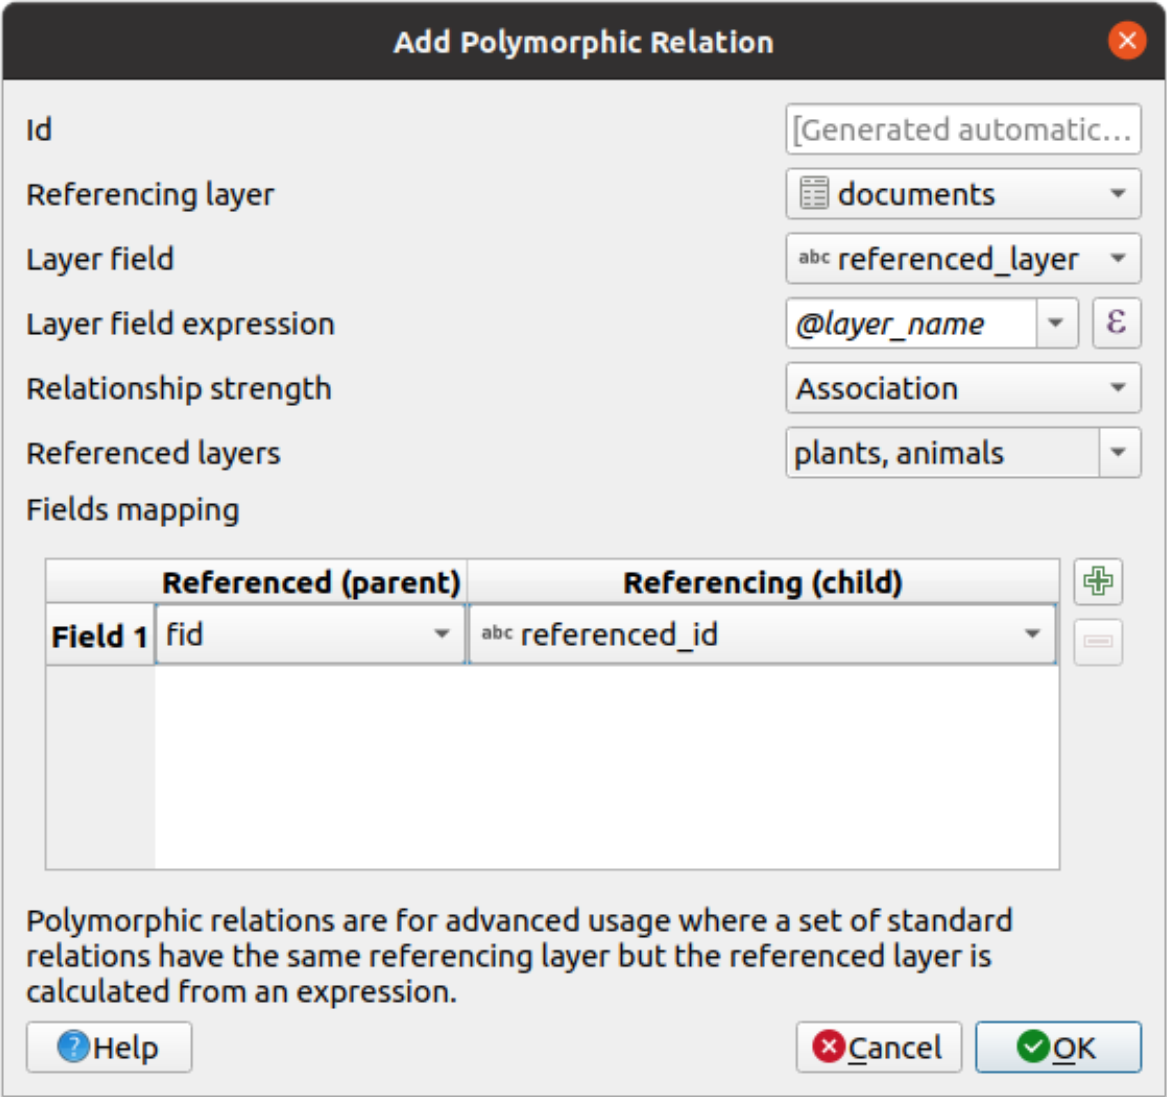 Add Polymorphic Relation
Id [Generated automatic...
Referencing layer documents
Layer field abc referenced_layer
Layer field expression @layer_name ε
Relationship strength Association
Referenced layers plants, animals
Fields mapping
Referenced (parent) Referencing (child)
Field 1 fid abc referenced_id
Polymorphic relations are for advanced usage where a set of standard
relations have the same referencing layer but the referenced layer is
calculated from an expression.
?Help Cancel OK